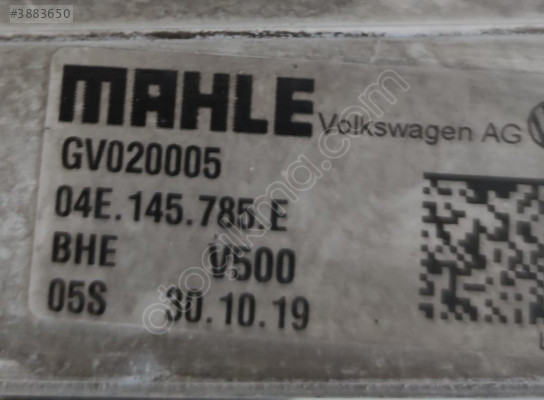 #3883650
MAHLE Volkswagen AG
GV020005
04E.145.785.E
BHE V500
05S 30.10.19